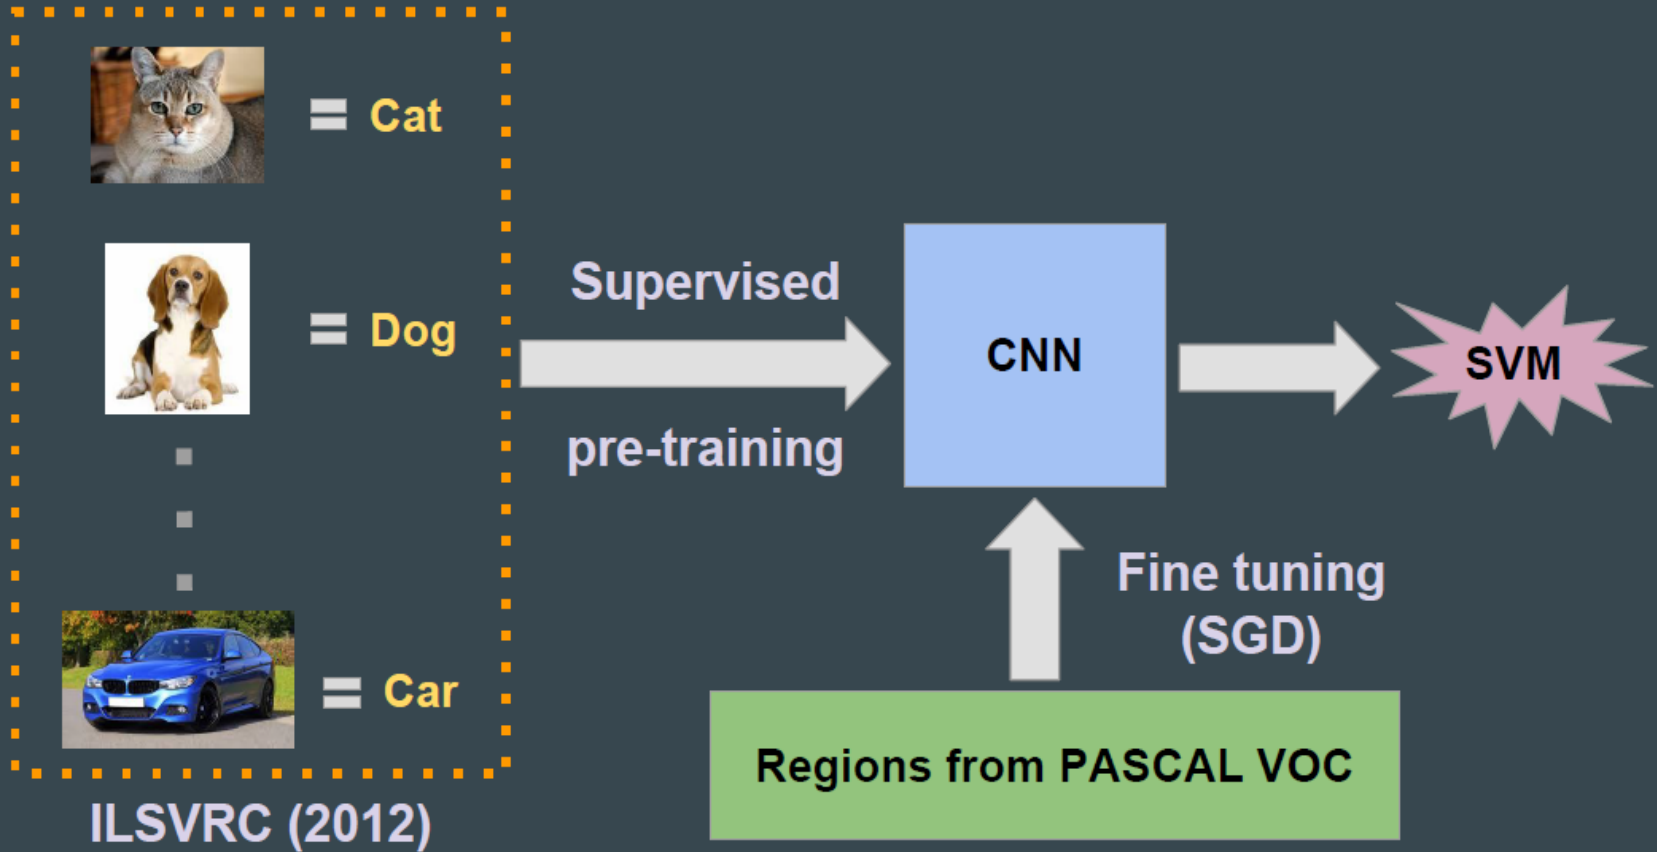 Cat
Dog
Car
ILSVRC (2012)
Supervised
pre-training
CNN
SVM
Fine tuning
(SGD)
Regions from PASCAL VOC